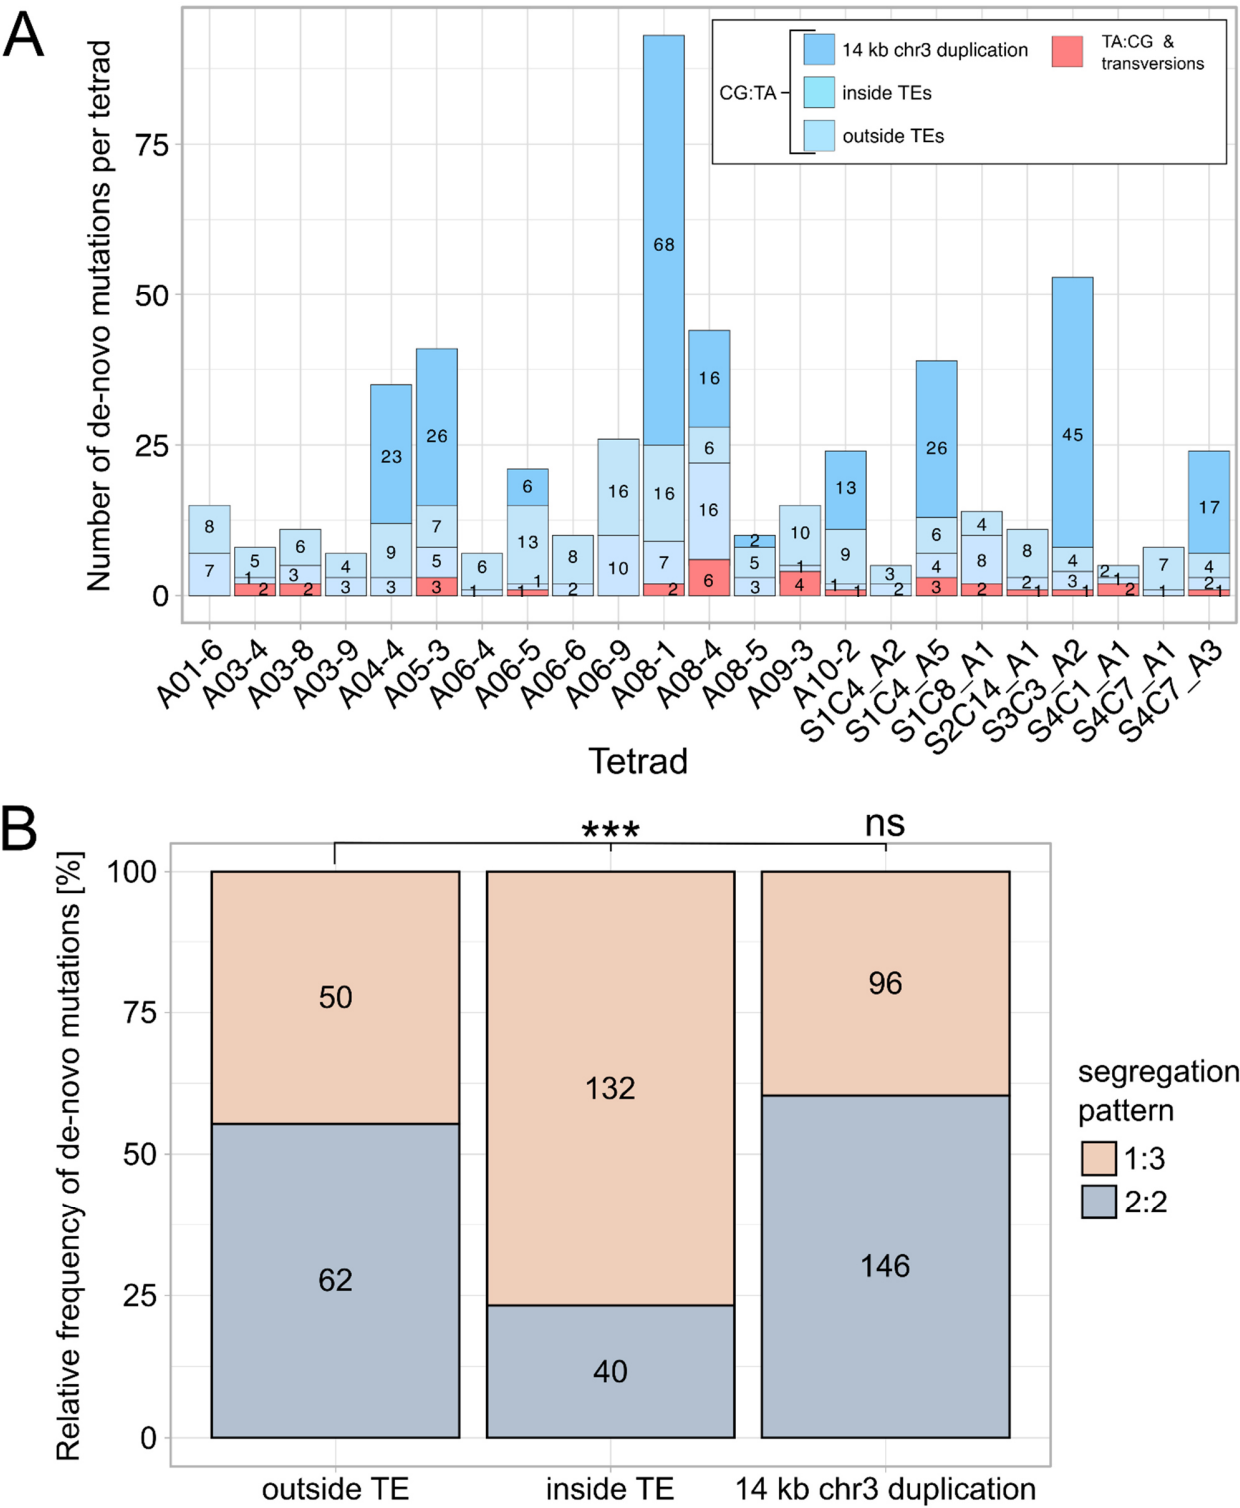 A
Number of de-novo mutations per tetrad
75
50
25
0
CG:TA
14 kb chr3 duplication
inside TEs
outside TEs
TA:CG &
transversions
8
7
5
1
2
6
3
2
4
3
23
9
3
26
7
5
3
6
1
6
13
1
1
8
2
16
10
68
16
7
2
16
6
16
6
2
5
3
10
1
4
13
9
1
1
3
2
26
6
4
3
4
8
2
8
2
1
45
4
3
1
2
1
2
7
1
17
4
2
1
A01-6
A03-4
A03-8
A03-9
A04-4
A05-3
A06-4
A06-5
A06-6
A06-9
A08-1
A08-4
A08-5
A09-3
A10-2
S1C4_A2
S1C4_A5
S1C8_A1
S2C14_A1
S3C3_A2
S4C1_A1
S4C7_A1
S4C7_A3
Tetrad
B
Relative frequency of de-novo mutations [%]
***
ns
100
75
50
25
0
50
62
132
40
96
146
outside TE
inside TE
14 kb chr3 duplication
segregation
pattern
1:3
2:2